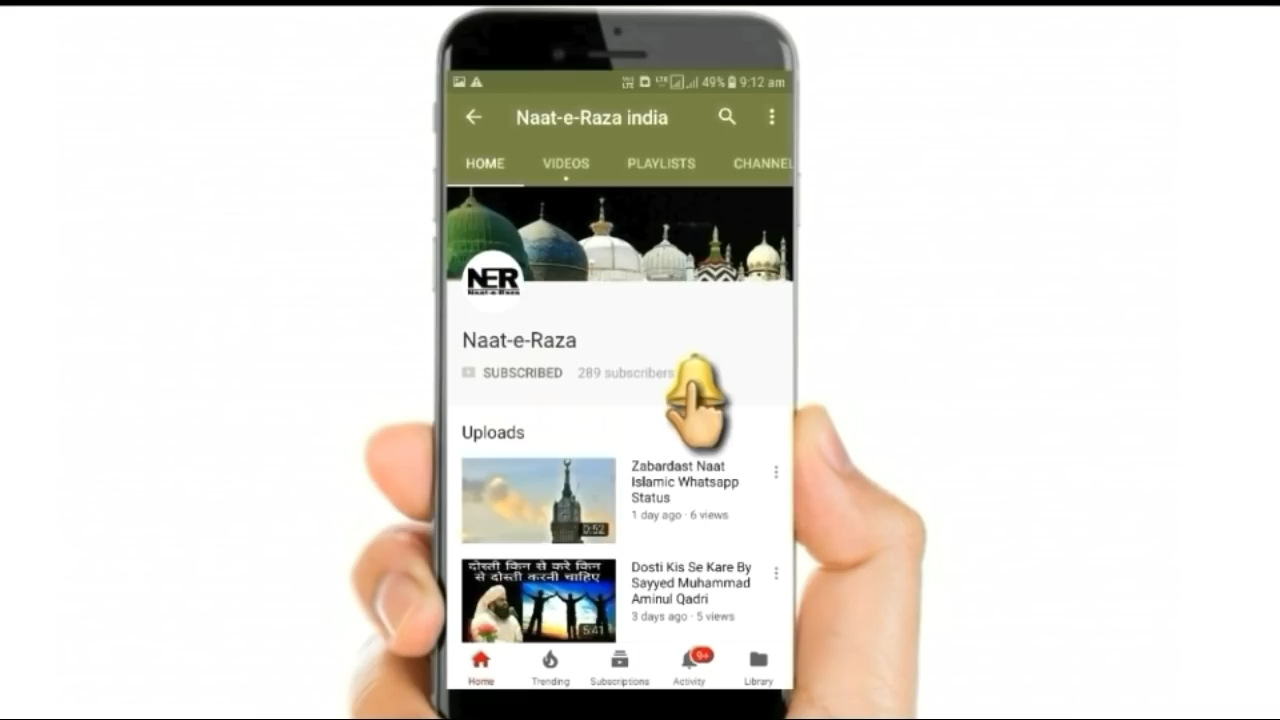 49% 9:12 am
Naat-e-Raza india
HOME VIDEOS PLAYLISTS CHANNEL
NER
Naat-e-Raza
Naat-e-Raza
SUBSCRIBED 289 subscribers
Uploads
Zabardast Naat
Islamic Whatsapp
Status
1 day ago · 6 views
0:52
दोस्ती किन से करे किन
से दोस्ती करनी चाहिए
5:41
Dosti Kis Se Kare By
Sayyed Muhammad
Aminul Qadri
3 days ago · 5 views
9+
Home Trending Subscriptions Activity Library